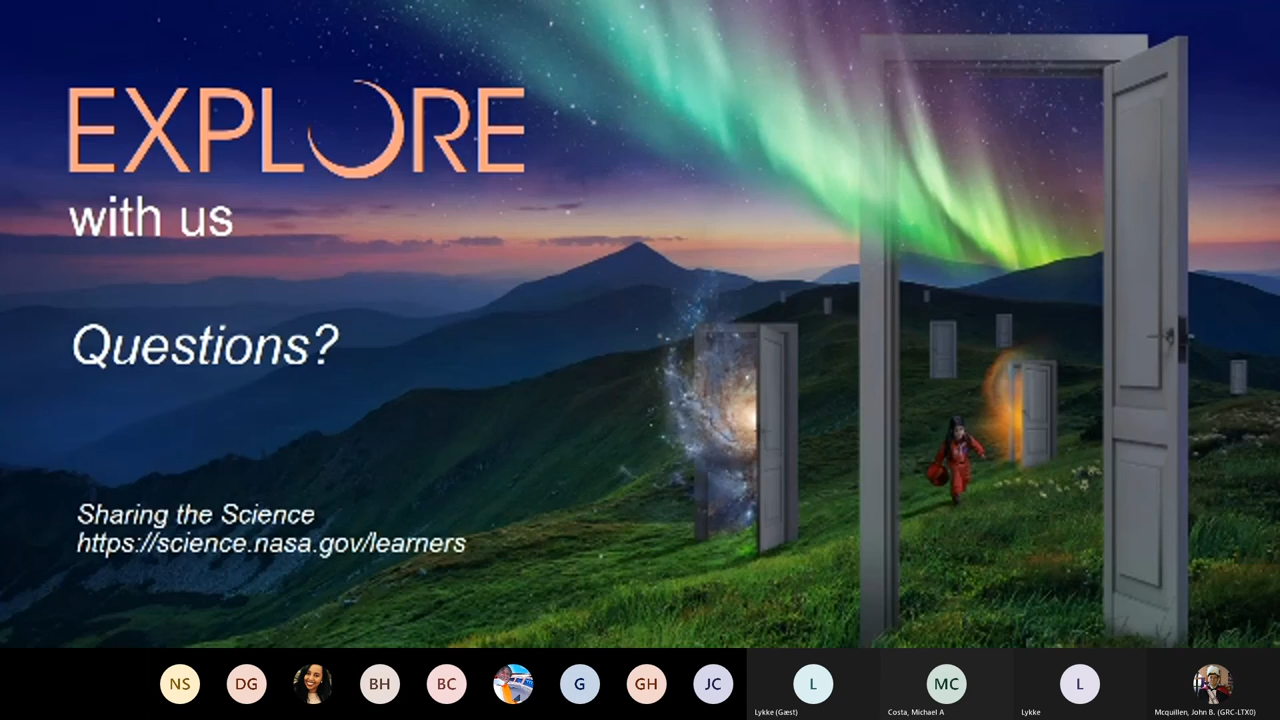 EXPLORE
with us
Questions?
Sharing the Science
https://science.nasa.gov/learners
NS DG BH BC G GH JC L MC L
Lykke (Gæst) Costa, Michael A Lykke Mcquillen, John B. (GRC-LTX0)